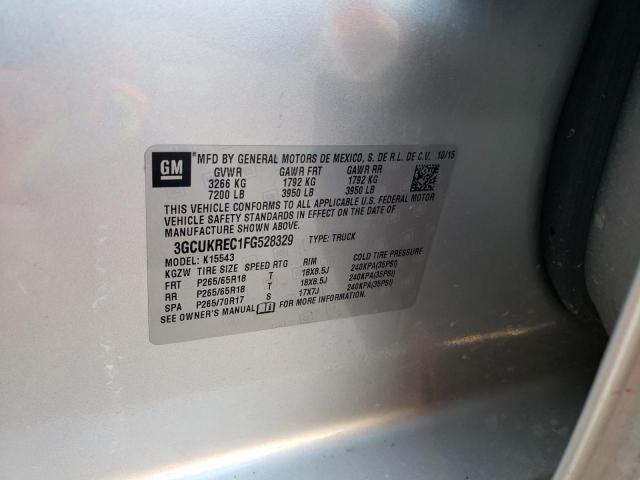 GM
MFD BY GENERAL MOTORS DE MEXICO, S. DE R.L. DE C.V. 10/15
GVWR GAWR FRT GAWR RR
3266 KG 1792 KG 1792 KG
7200 LB 3950 LB 3950 LB
THIS VEHICLE CONFORMS TO ALL APPLICABLE U.S. FEDERAL MOTOR
VEHICLE SAFETY STANDARDS IN EFFECT ON THE DATE OF
MANUFACTURE SHOWN ABOVE.
3GCUKREC1FG528329 TYPE: TRUCK
MODEL: K15543
KGZW TIRE SIZE SPEED RTG RIM COLD TIRE PRESSURE
FRT P265/65R18 T 18X8.5J 240KPA(35PSI)
RR P265/65R18 T 18X8.5J 240KPA(35PSI)
SPA P265/70R17 S 17X7J 240KPA(35PSI)
SEE OWNER'S MANUAL FOR MORE INFORMATION.